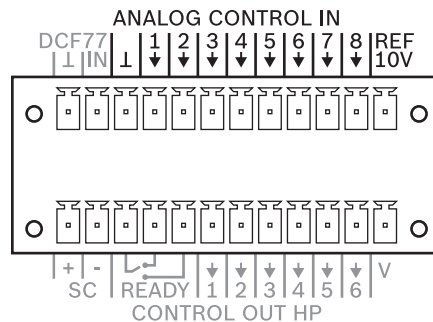 ANALOG CONTROL IN
DCF77 1 2 3 4 5 6 7 8 REF
⊥ IN ⊥ ↓ ↓ ↓ ↓ ↓ ↓ ↓ ↓ 10V
+ - ↓ ↓ ↓ ↓ ↓ ↓ V
SC READY 1 2 3 4 5 6
CONTROL OUT HP